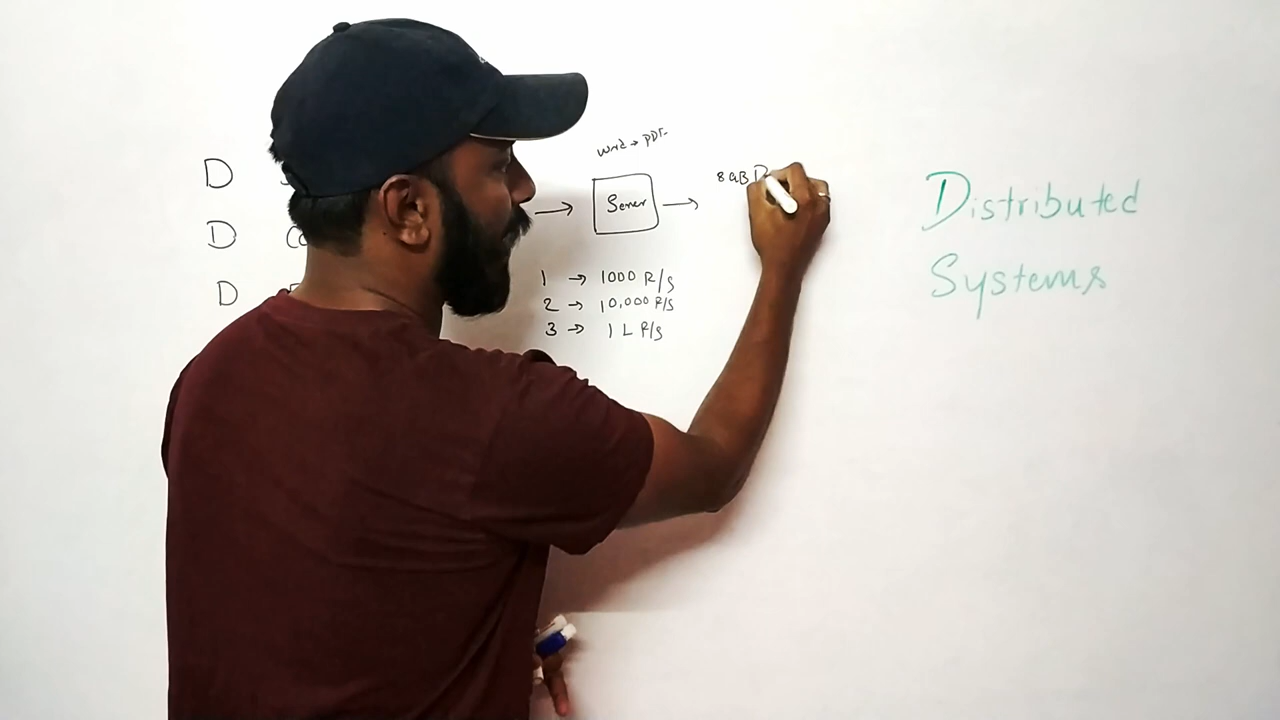 word → PDF
D
Server
8GB
Distributed
D
1 → 1000 R/S
Systems
D
2 → 10,000 R/S
3 → 1 L R/S